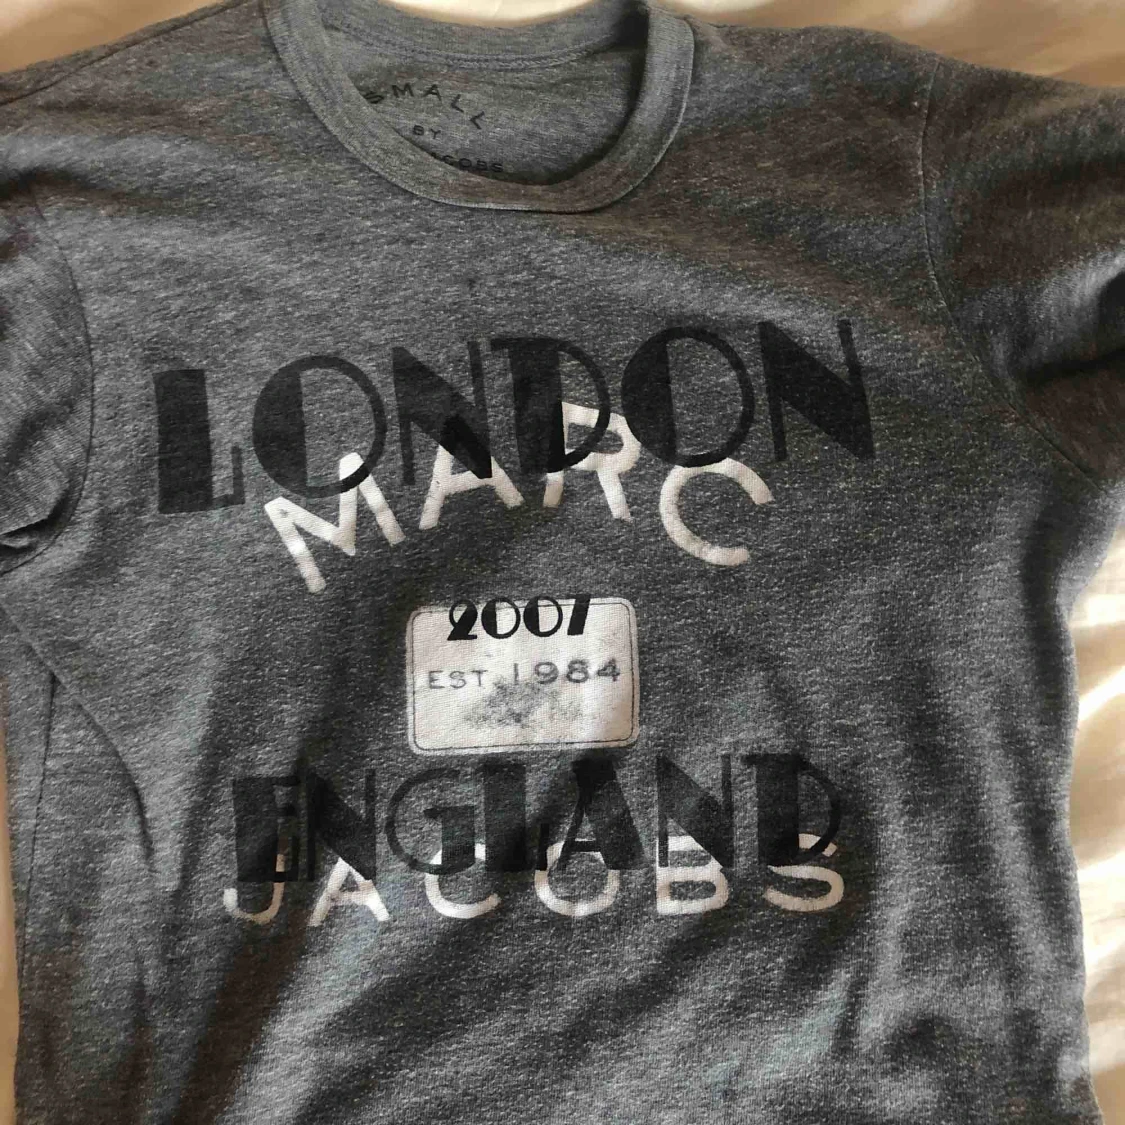 SMALL
BY
LONDON
MARC
2007
EST 1984
ENGLAND
JACOBS